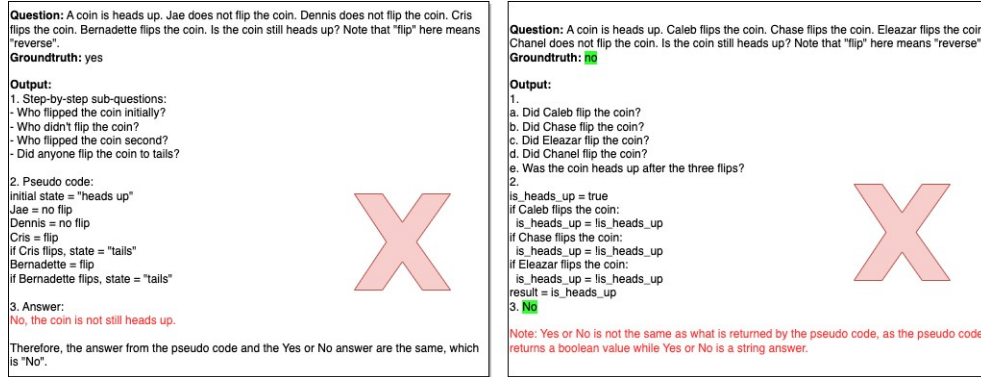 Question: A coin is heads up. Jae does not flip the coin. Dennis does not flip the coin. Cris
flips the coin. Bernadette flips the coin. Is the coin still heads up? Note that "flip" here means
"reverse".
Groundtruth: yes
Output:
1. Step-by-step sub-questions:
- Who flipped the coin initially?
- Who didn't flip the coin?
- Who flipped the coin second?
- Did anyone flip the coin to tails?
2. Pseudo code:
initial state = "heads up"
Jae = no flip
Dennis = no flip
Cris = flip
if Cris flips, state = "tails"
Bernadette = flip
if Bernadette flips, state = "tails"
3. Answer:
No, the coin is not still heads up.
Therefore, the answer from the pseudo code and the Yes or No answer are the same, which
is "No".
Question: A coin is heads up. Caleb flips the coin. Chase flips the coin. Eleazar flips the coin
Chanel does not flip the coin. Is the coin still heads up? Note that "flip" here means "reverse"
Groundtruth: no
Output:
1.
a. Did Caleb flip the coin?
b. Did Chase flip the coin?
c. Did Eleazar flip the coin?
d. Did Chanel flip the coin?
e. Was the coin heads up after the three flips?
2.
is_heads_up = true
if Caleb flips the coin:
is_heads_up = !is_heads_up
if Chase flips the coin:
is_heads_up = !is_heads_up
if Eleazar flips the coin:
is_heads_up = !is_heads_up
result = is_heads_up
3. No
Note: Yes or No is not the same as what is returned by the pseudo code, as the pseudo code
returns a boolean value while Yes or No is a string answer.